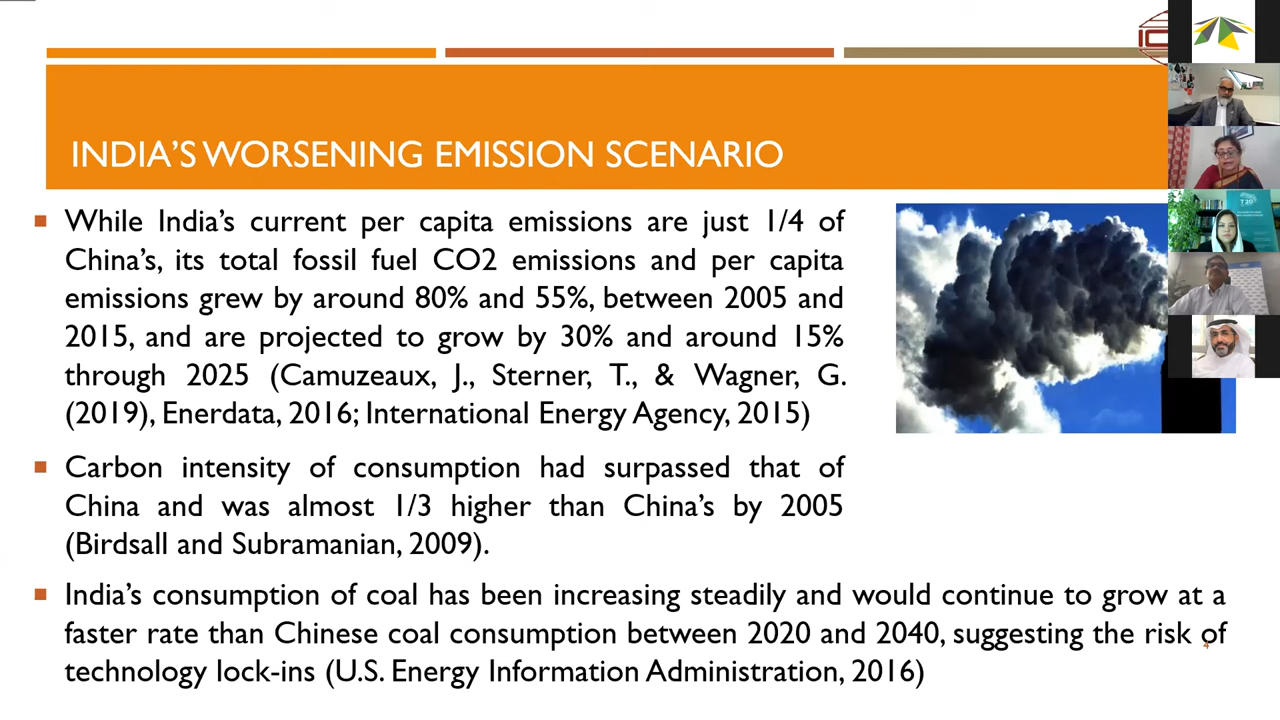 INDIA'S WORSENING EMISSION SCENARIO
While India's current per capita emissions are just 1/4 of
China's, its total fossil fuel CO2 emissions and per capita
emissions grew by around 80% and 55%, between 2005 and
2015, and are projected to grow by 30% and around 15%
through 2025 (Camuzeaux, J., Sterner, T., & Wagner, G.
(2019), Enerdata, 2016; International Energy Agency, 2015)
Carbon intensity of consumption had surpassed that of
China and was almost 1/3 higher than China's by 2005
(Birdsall and Subramanian, 2009).
India's consumption of coal has been increasing steadily and would continue to grow at a
faster rate than Chinese coal consumption between 2020 and 2040, suggesting the risk of
technology lock-ins (U.S. Energy Information Administration, 2016)
4
T20